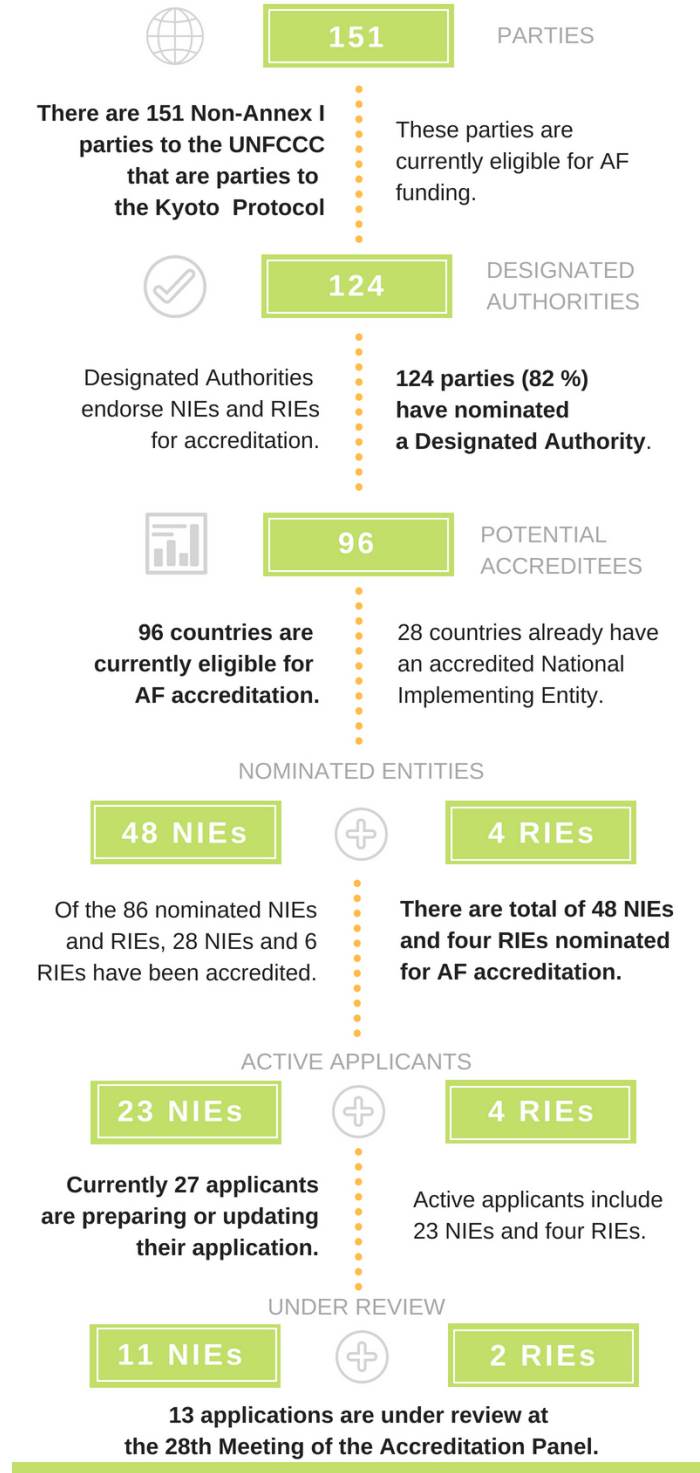 151
PARTIES
There are 151 Non-Annex I
parties to the UNFCCC
that are parties to
the Kyoto Protocol
These parties are
currently eligible for AF
funding.
124
DESIGNATED
AUTHORITIES
Designated Authorities
endorse NIEs and RIEs
for accreditation.
124 parties (82 %)
have nominated
a Designated Authority.
96
POTENTIAL
ACCREDITEES
96 countries are
currently eligible for
AF accreditation.
28 countries already have
an accredited National
Implementing Entity.
NOMINATED ENTITIES
48 NIEs
4 RIEs
Of the 86 nominated NIEs
and RIEs, 28 NIEs and 6
RIEs have been accredited.
There are total of 48 NIEs
and four RIEs nominated
for AF accreditation.
ACTIVE APPLICANTS
23 NIEs
4 RIEs
Currently 27 applicants
are preparing or updating
their application.
Active applicants include
23 NIEs and four RIEs.
UNDER REVIEW
11 NIEs
2 RIEs
13 applications are under review at
the 28th Meeting of the Accreditation Panel.